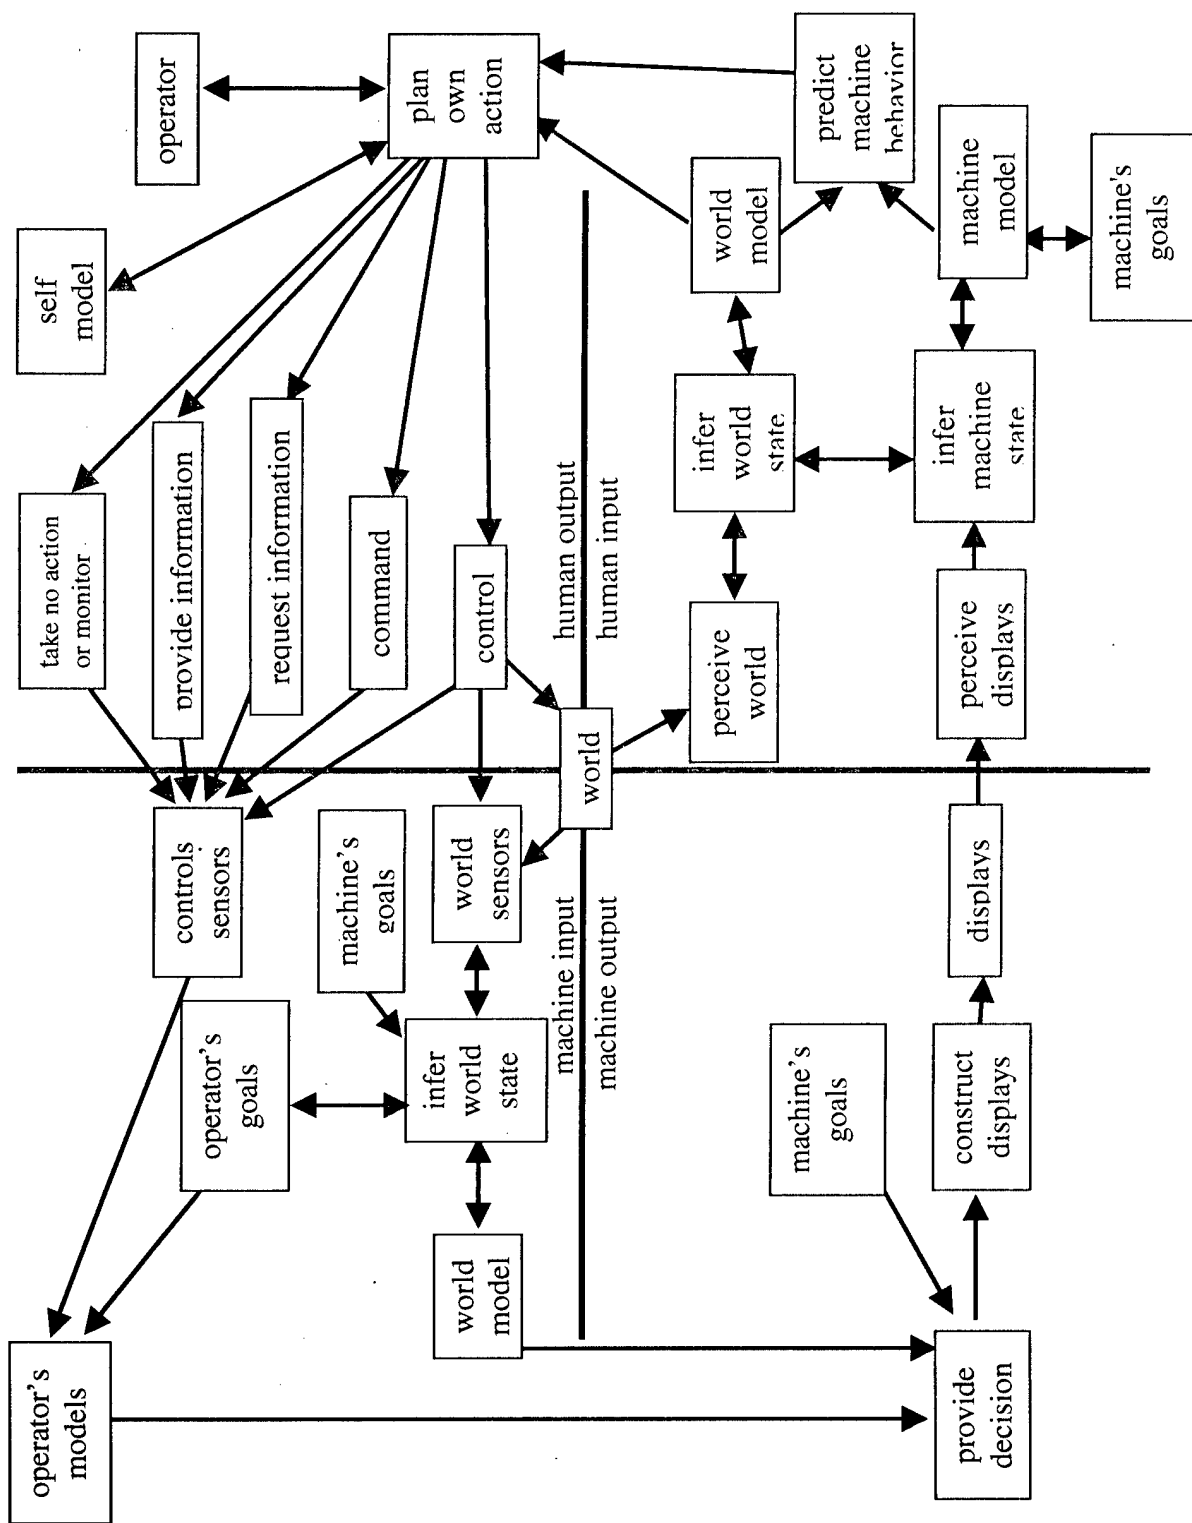 operator's
models
take no action
or monitor
self
model
operator
provide information
controls
sensors
operator's
goals
request information
machine's
goals
command
plan
own
action
world
model
infer
world
state
world
sensors
control
machine input
human output
world
machine output
human input
perceive
world
infer
world
state
world
model
predict
machine
behavior
machine's
goals
provide
decision
construct
displays
displays
perceive
displays
infer
machine
state
machine
model
machine's
goals